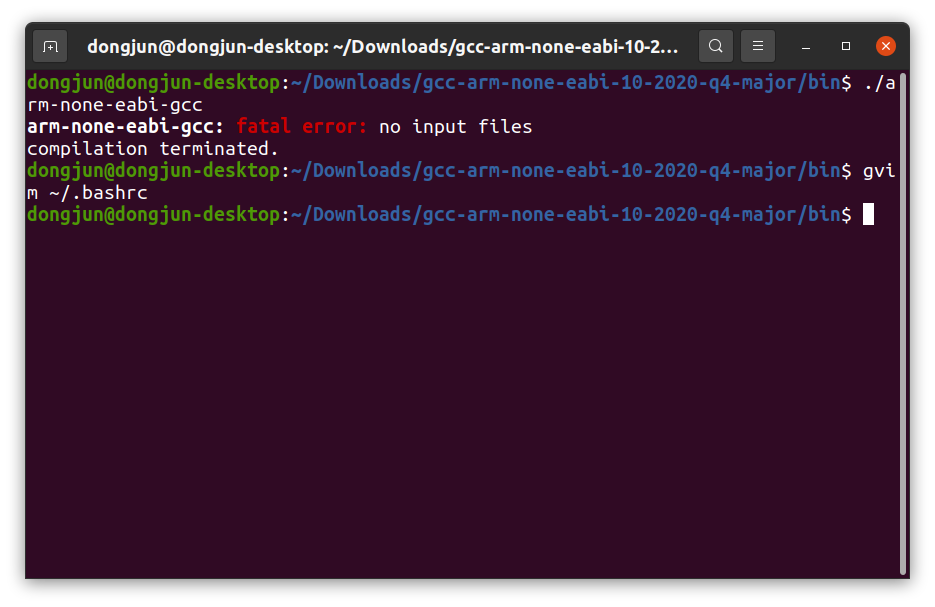 dongjun@dongjun-desktop: ~/Downloads/gcc-arm-none-eabi-10-2...
dongjun@dongjun-desktop:~/Downloads/gcc-arm-none-eabi-10-2020-q4-major/bin$ ./a
rm-none-eabi-gcc
arm-none-eabi-gcc: fatal error: no input files
compilation terminated.
dongjun@dongjun-desktop:~/Downloads/gcc-arm-none-eabi-10-2020-q4-major/bin$ gvi
m ~/.bashrc
dongjun@dongjun-desktop:~/Downloads/gcc-arm-none-eabi-10-2020-q4-major/bin$